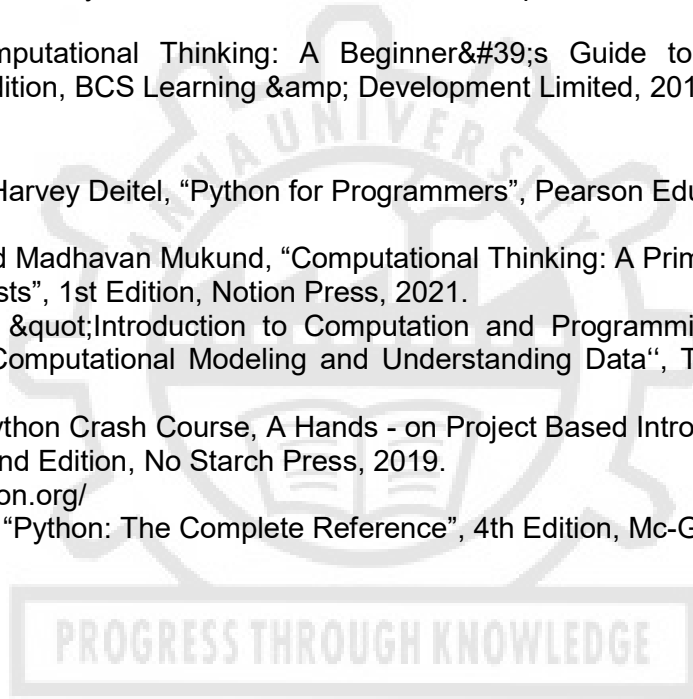 mputational Thinking: A Beginner&#39;s Guide to
dition, BCS Learning &amp; Development Limited, 201
Harvey Deitel, “Python for Programmers”, Pearson Edu
d Madhavan Mukund, “Computational Thinking: A Prim
sts”, 1st Edition, Notion Press, 2021.
&quot;Introduction to Computation and Programmi
Computational Modeling and Understanding Data‘‘, T
ython Crash Course, A Hands - on Project Based Intro
nd Edition, No Starch Press, 2019.
on.org/
“Python: The Complete Reference”, 4th Edition, Mc-G
ANNA UNIVERSITY
PROGRESS THROUGH KNOWLEDGE